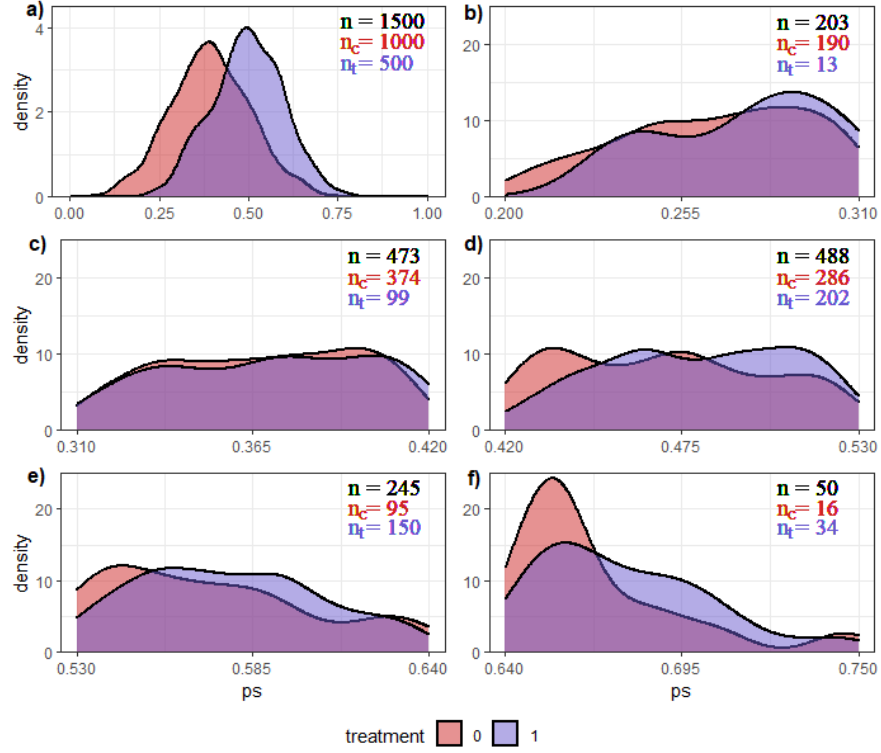 a)
n = 1500
nc= 1000
nt= 500
density
4
2
0
0.00 0.25 0.50 0.75 1.00
b)
n = 203
nc= 190
nt= 13
20
10
0
0.200 0.255 0.310
c)
n = 473
nc= 374
nt= 99
density
20
10
0
0.310 0.365 0.420
d)
n = 488
nc= 286
nt= 202
20
10
0
0.420 0.475 0.530
e)
n = 245
nc= 95
nt= 150
density
20
10
0
0.530 0.585 0.640
ps
f)
n = 50
nc= 16
nt= 34
20
10
0
0.640 0.695 0.750
ps
treatment 0 1